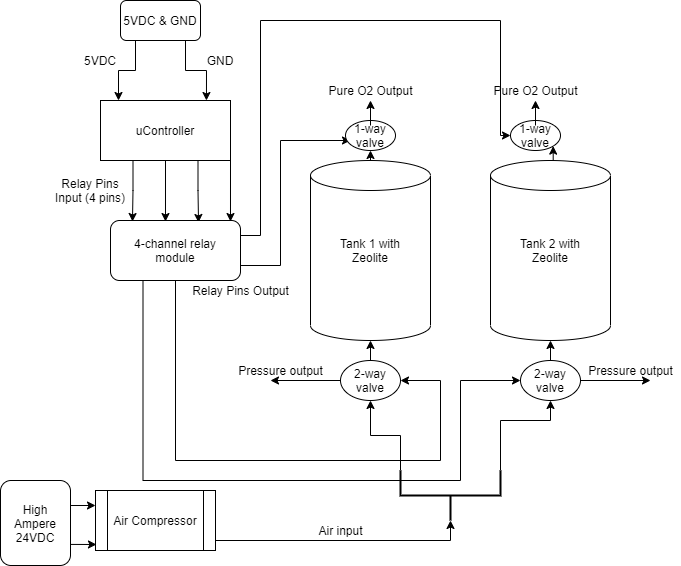 5VDC & GND
5VDC
GND
Pure O2 Output
Pure O2 Output
uController
1-way
valve
1-way
valve
Relay Pins
Input (4 pins)
4-channel relay
module
Tank 1 with
Zeolite
Tank 2 with
Zeolite
Relay Pins Output
Pressure output
2-way
valve
2-way
valve
Pressure output
High
Ampere
24VDC
Air Compressor
Air input